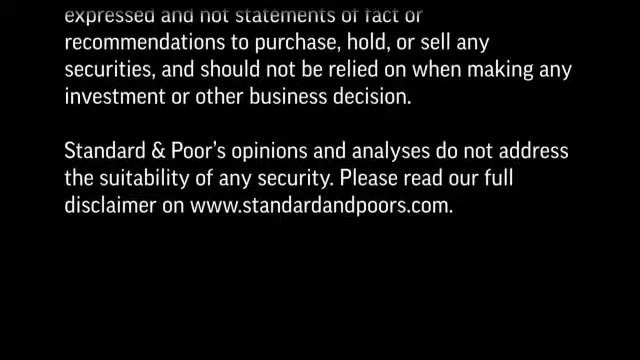 expressed and not statements of fact or
recommendations to purchase, hold, or sell any
securities, and should not be relied on when making any
investment or other business decision.
Standard & Poor's opinions and analyses do not address
the suitability of any security. Please read our full
disclaimer on www.standardandpoors.com.